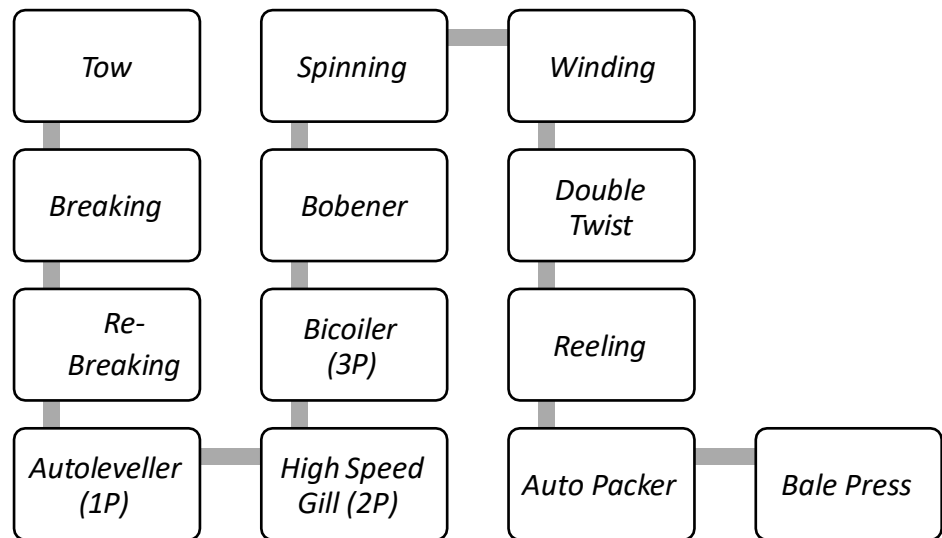 Tow
Breaking
Re-
Breaking
Autoleveller
(1P)
High Speed
Gill (2P)
Bicoiler
(3P)
Bobener
Spinning
Winding
Double
Twist
Reeling
Auto Packer
Bale Press